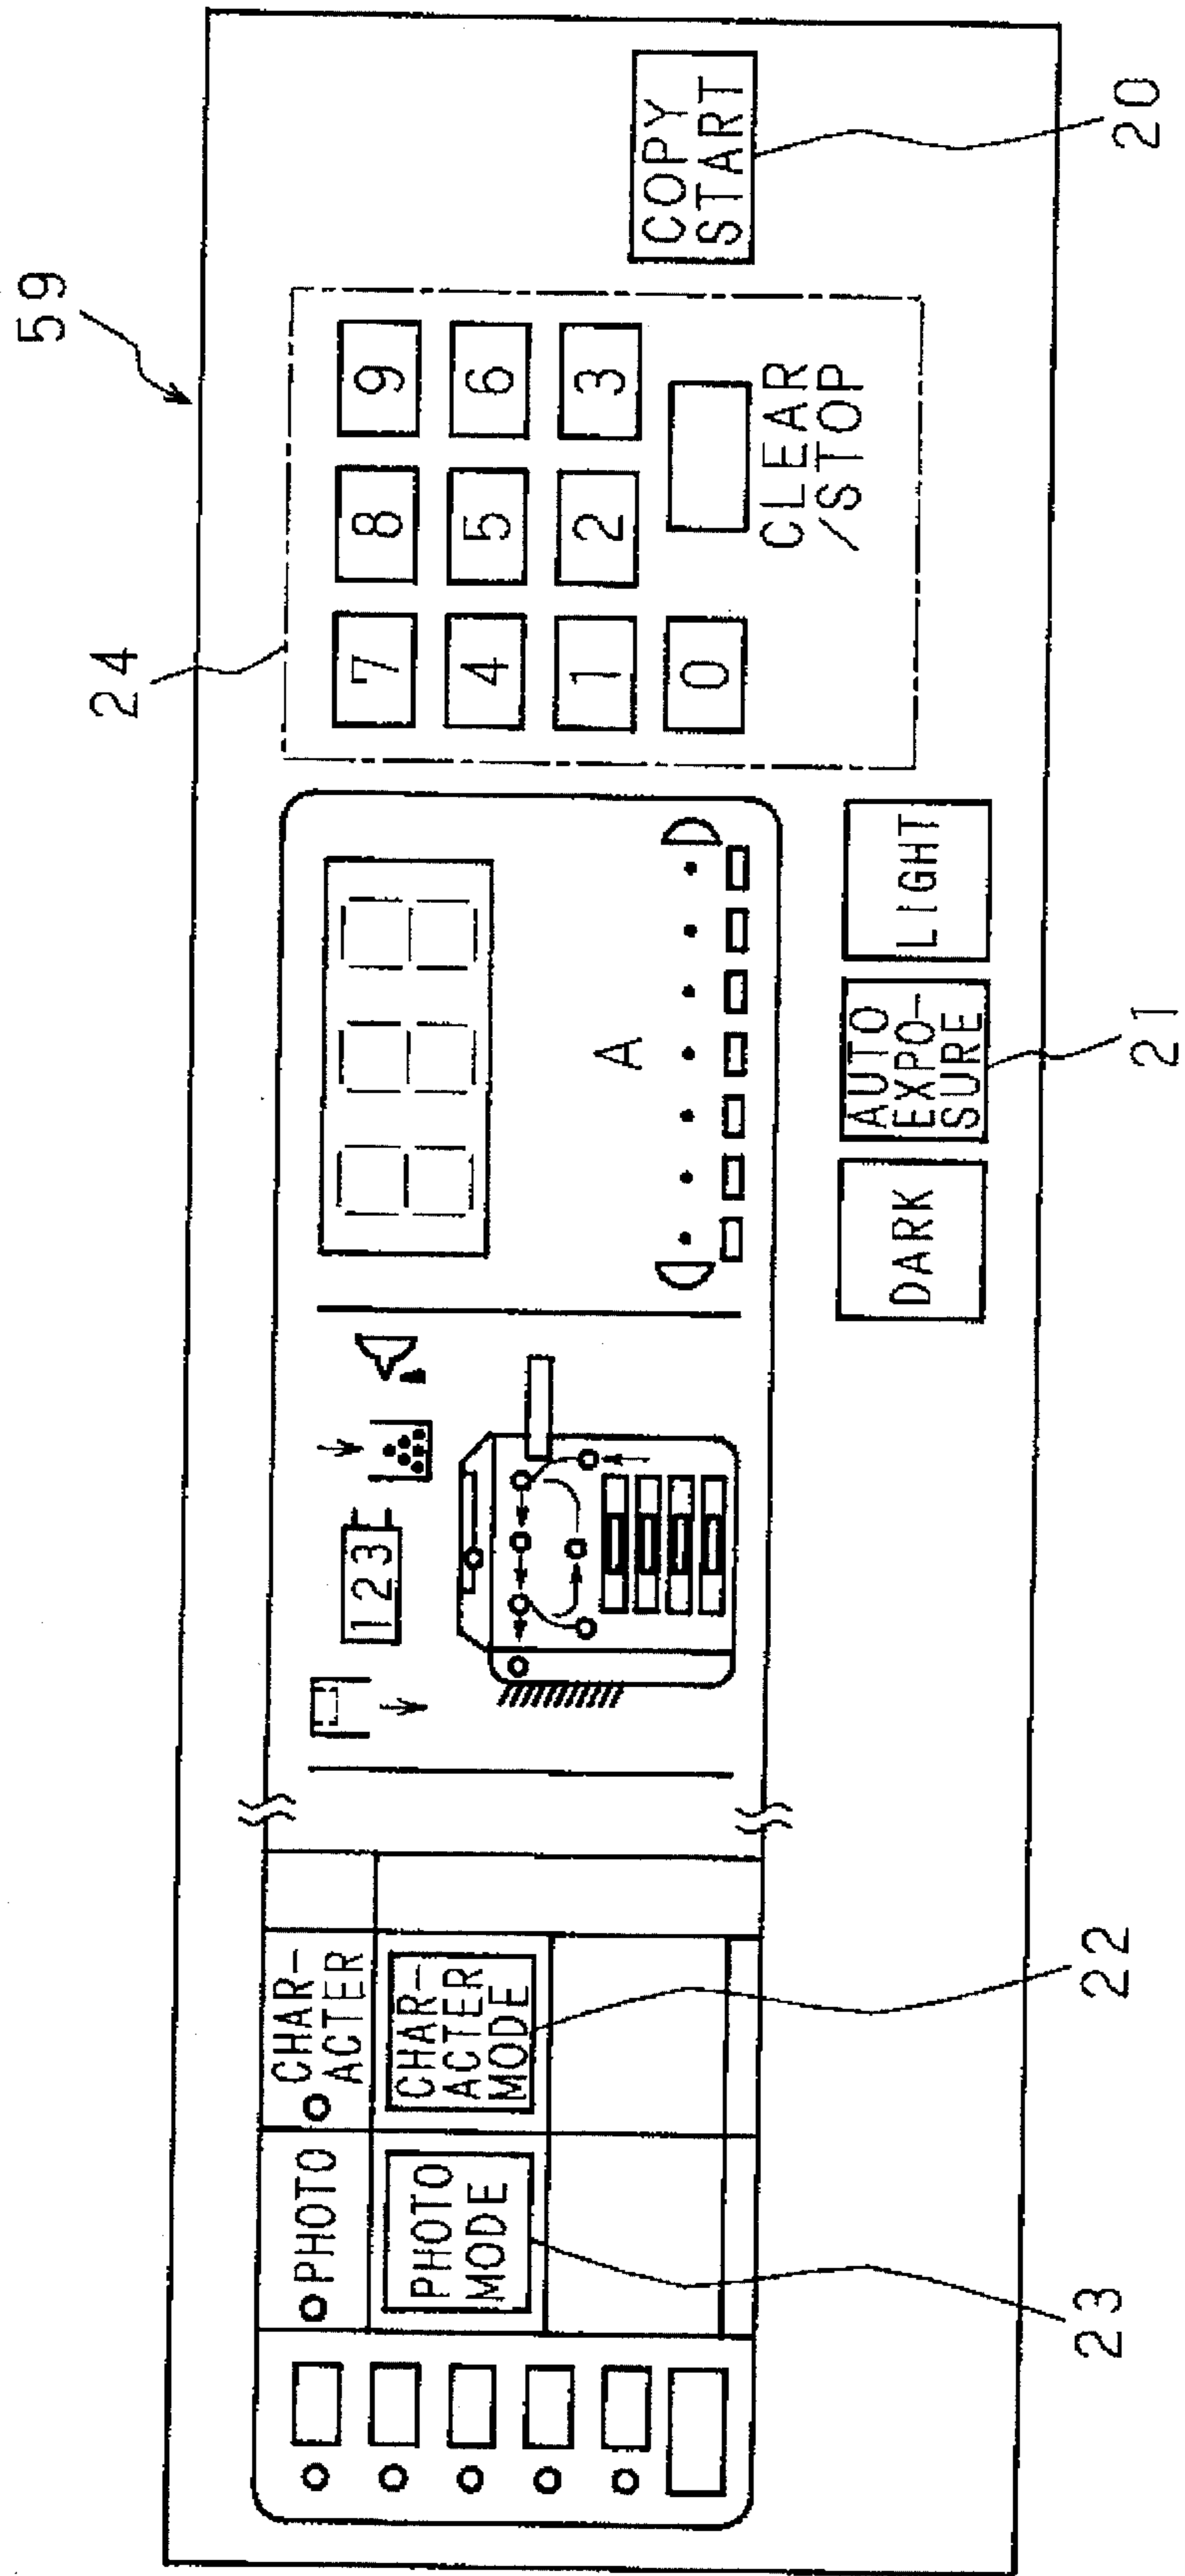 59
24
PHOTO
CHAR-
ACTER
PHOTO
MODE
CHAR-
ACTER
MODE
123
A
7
8
9
4
5
6
1
2
3
0
CLEAR
/STOP
COPY
START
DARK
AUTO
EXPO-
SURE
LIGHT
23
22
21
20